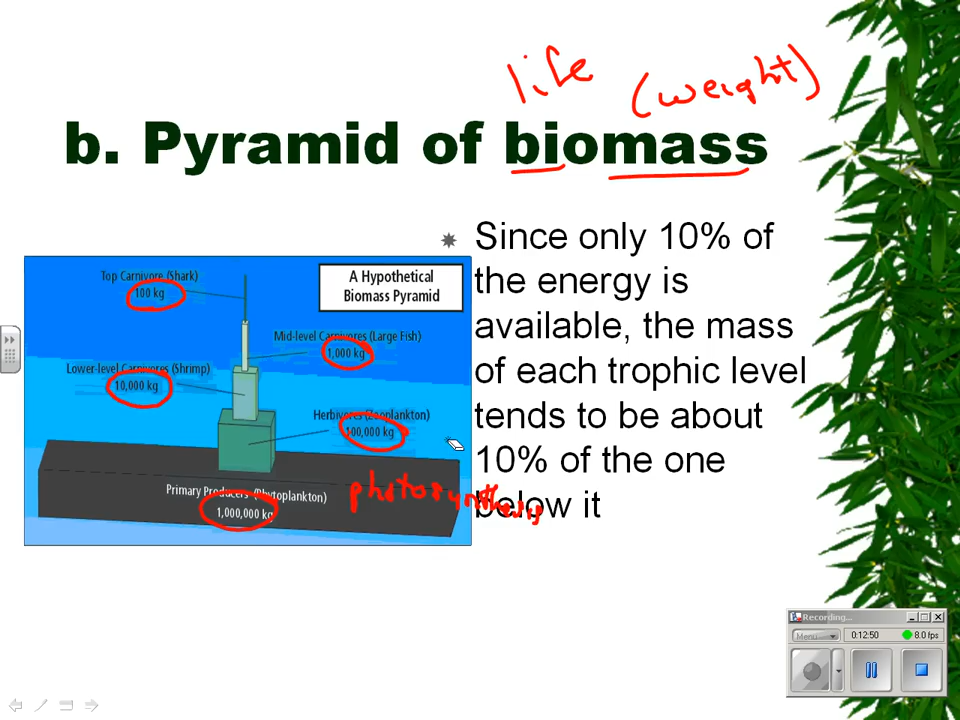 life (weight)
b. Pyramid of biomass
Since only 10% of
the energy is
available, the mass
of each trophic level
tends to be about
10% of the one
below it
A Hypothetical
Biomass Pyramid
Top Carnivore (Shark)
100 kg
Mid-level Carnivores (Large Fish)
1,000 kg
Lower-level Carnivores (Shrimp)
10,000 kg
Herbivores (Zooplankton)
100,000 kg
Primary Producers (Phytoplankton)
1,000,000 kg
photosynthesis
Recording...
Menu 0:12:50 8.0 fps